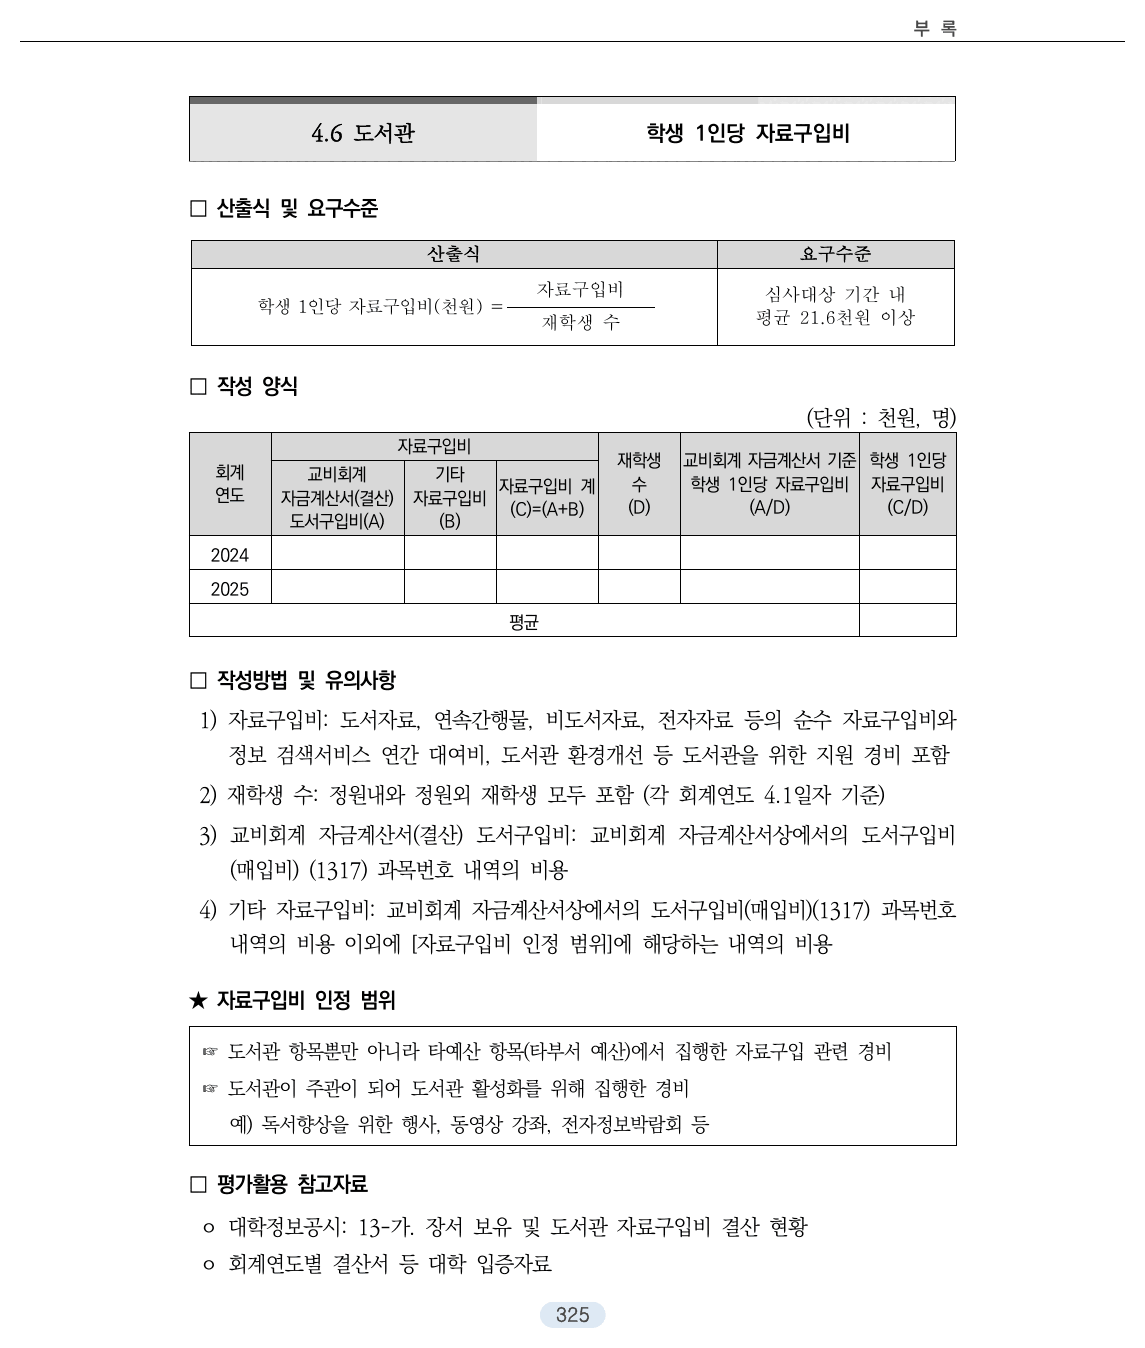 부 록
4.6 도서관
학생 1인당 자료구입비
□ 산출식 및 요구수준
산출식
요구수준
학생 1인당 자료구입비(천원) =
자료구입비
재학생 수
심사대상 기간 내
평균 21.6천원 이상
□ 작성 양식
(단위 : 천원, 명)
회계
연도
자료구입비
교비회계
자금계산서(결산)
도서구입비(A)
기타
자료구입비
(B)
자료구입비 계
(C)=(A+B)
재학생
수
(D)
교비회계 자금계산서 기준
학생 1인당 자료구입비
(A/D)
학생 1인당
자료구입비
(C/D)
2024
2025
평균
□ 작성방법 및 유의사항
1) 자료구입비: 도서자료, 연속간행물, 비도서자료, 전자자료 등의 순수 자료구입비와
정보 검색서비스 연간 대여비, 도서관 환경개선 등 도서관을 위한 지원 경비 포함
2) 재학생 수: 정원내와 정원외 재학생 모두 포함 (각 회계연도 4.1일자 기준)
3) 교비회계 자금계산서(결산) 도서구입비: 교비회계 자금계산서상에서의 도서구입비
(매입비) (1317) 과목번호 내역의 비용
4) 기타 자료구입비: 교비회계 자금계산서상에서의 도서구입비(매입비)(1317) 과목번호
내역의 비용 이외에 [자료구입비 인정 범위]에 해당하는 내역의 비용
★ 자료구입비 인정 범위
☞ 도서관 항목뿐만 아니라 타예산 항목(타부서 예산)에서 집행한 자료구입 관련 경비
☞ 도서관이 주관이 되어 도서관 활성화를 위해 집행한 경비
예) 독서향상을 위한 행사, 동영상 강좌, 전자정보박람회 등
□ 평가활용 참고자료
ㅇ 대학정보공시: 13-가. 장서 보유 및 도서관 자료구입비 결산 현황
ㅇ 회계연도별 결산서 등 대학 입증자료
325